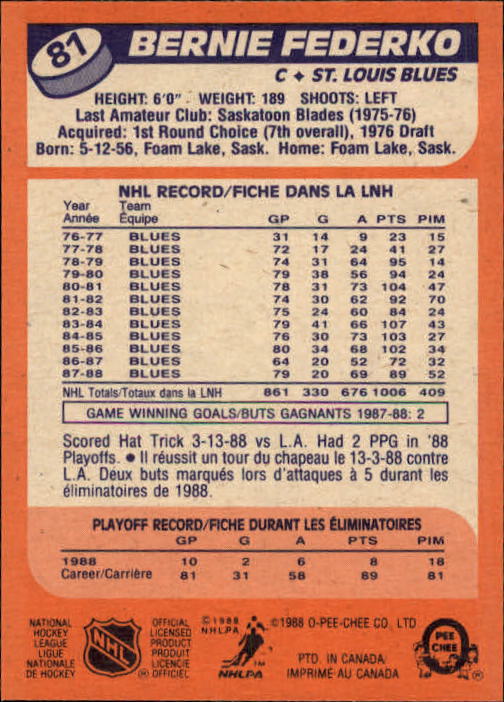 81
BERNIE FEDERKO
C ♦ ST. LOUIS BLUES
HEIGHT: 6'0" WEIGHT: 189 SHOOTS: LEFT
Last Amateur Club: Saskatoon Blades (1975-76)
Acquired: 1st Round Choice (7th overall), 1976 Draft
Born: 5-12-56, Foam Lake, Sask. Home: Foam Lake, Sask.
NHL RECORD/FICHE DANS LA LNH
Year Team
Année Équipe GP G A PTS PIM
76-77 BLUES 31 14 9 23 15
77-78 BLUES 72 17 24 41 27
78-79 BLUES 74 31 64 95 14
79-80 BLUES 79 38 56 94 24
80-81 BLUES 78 31 73 104 47
81-82 BLUES 74 30 62 92 70
82-83 BLUES 75 24 60 84 24
83-84 BLUES 79 41 66 107 43
84-85 BLUES 76 30 73 103 27
85-86 BLUES 80 34 68 102 34
86-87 BLUES 64 20 52 72 32
87-88 BLUES 79 20 69 89 52
NHL Totals/Totaux dans la LNH 861 330 676 1006 409
GAME WINNING GOALS/BUTS GAGNANTS 1987-88: 2
Scored Hat Trick 3-13-88 vs L.A. Had 2 PPG in '88
Playoffs. ● Il réussit un tour du chapeau le 13-3-88 contre
L.A. Deux buts marqués lors d'attaques à 5 durant les
éliminatoires de 1988.
PLAYOFF RECORD/FICHE DURANT LES ÉLIMINATOIRES
GP G A PTS PIM
1988 10 2 6 8 18
Career/Carrière 81 31 58 89 81
NATIONAL
HOCKEY
LEAGUE
LIGUE
NATIONALE
DE HOCKEY
NHL
OFFICIAL
LICENSED
PRODUCT
PRODUIT
LICENCIE
® OFFICIEL
© 1988
NHLPA
TM
NHLPA
©1988 O-PEE-CHEE CO. LTD
PTD. IN CANADA
IMPRIME AU CANADA
O PEE CHEE
®